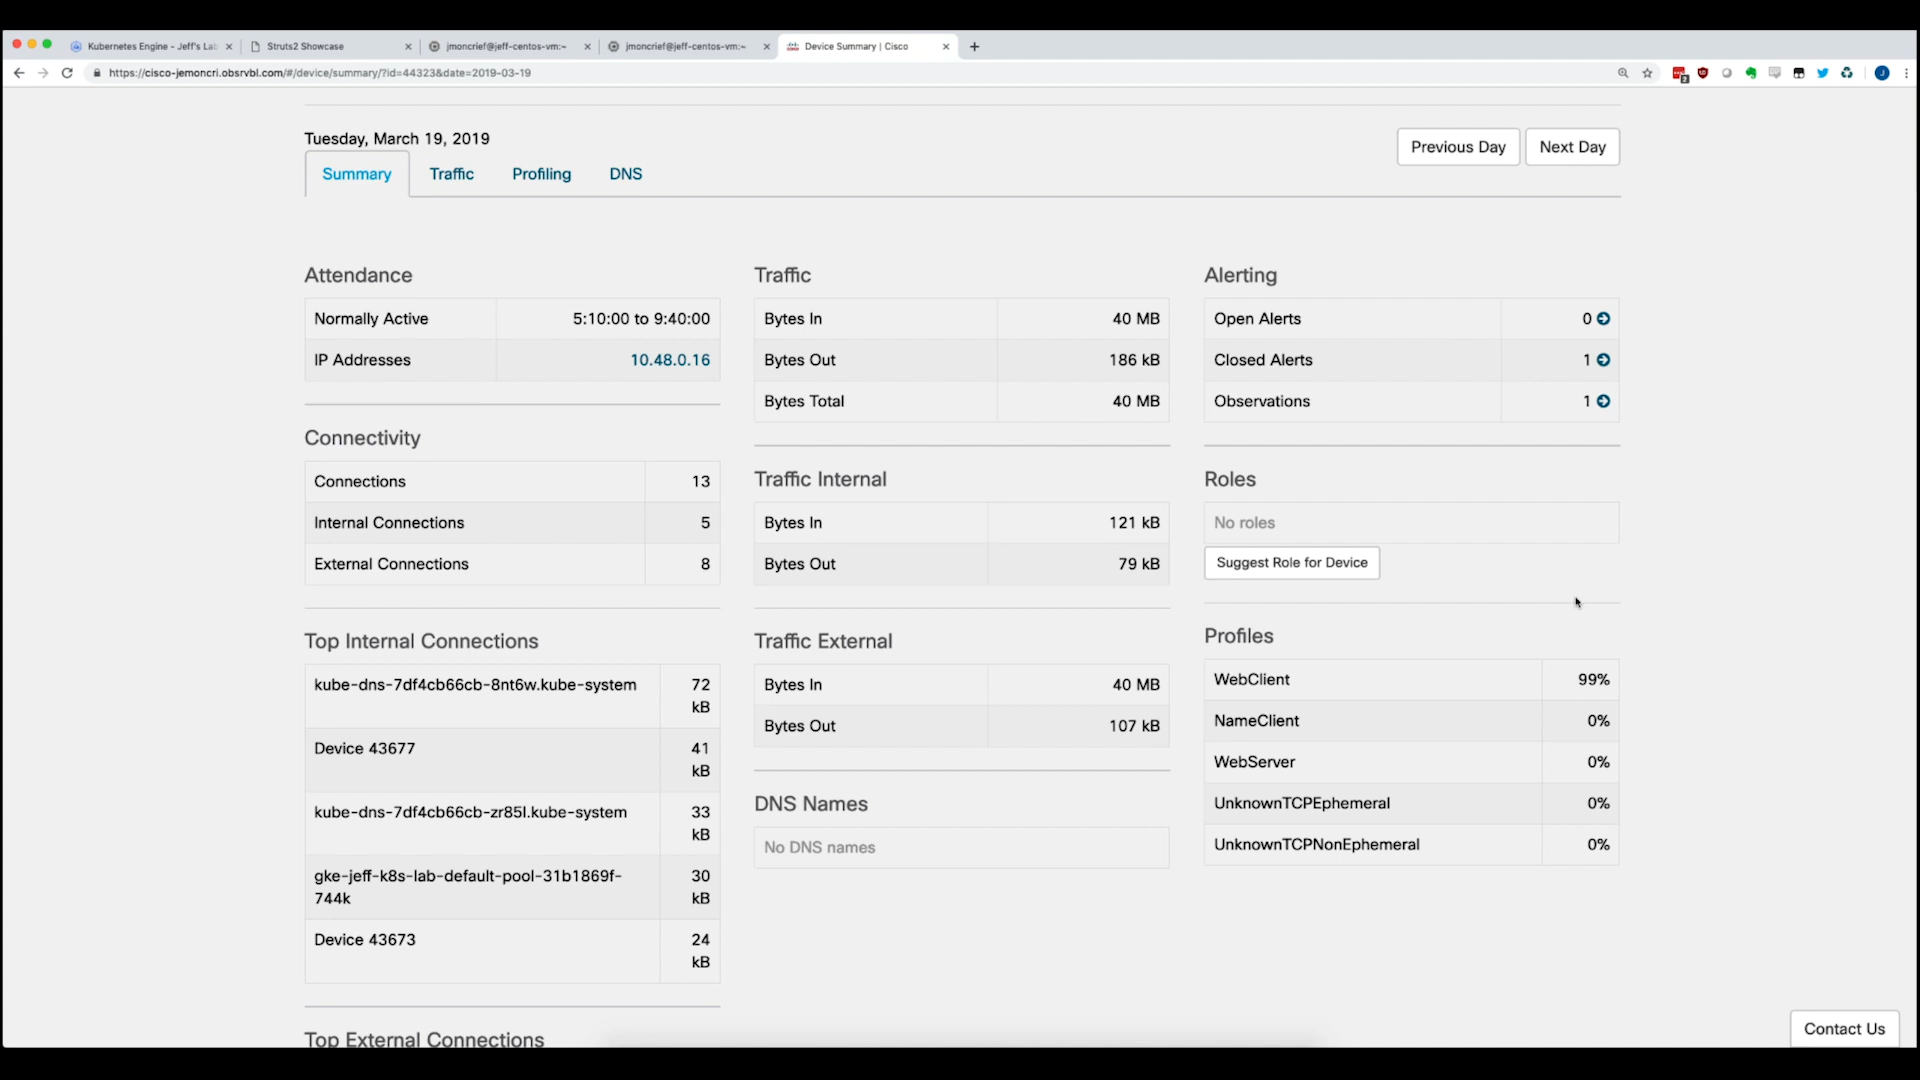 Kubernetes Engine - Jeff's La
Struts2 Showcase
jmoncrief@jeff-centos-vm:~
jmoncrief@jeff-centos-vm:~
Device Summary | Cisco
https://cisco-jemoncri.obsrvbl.com/#/device/summary/?id=44323&date=2019-03-19
Tuesday, March 19, 2019
Previous Day
Next Day
Summary
Traffic
Profiling
DNS
Attendance
Normally Active 5:10:00 to 9:40:00
IP Addresses 10.48.0.16
Connectivity
Connections 13
Internal Connections 5
External Connections 8
Top Internal Connections
kube-dns-7df4cb66cb-8nt6w.kube-system 72
kB
Device 43677 41
kB
kube-dns-7df4cb66cb-zr85l.kube-system 33
kB
gke-jeff-k8s-lab-default-pool-31b1869f- 30
744k kB
Device 43673 24
kB
Top External Connections
Traffic
Bytes In 40 MB
Bytes Out 186 kB
Bytes Total 40 MB
Traffic Internal
Bytes In 121 kB
Bytes Out 79 kB
Traffic External
Bytes In 40 MB
Bytes Out 107 kB
DNS Names
No DNS names
Alerting
Open Alerts 0
Closed Alerts 1
Observations 1
Roles
No roles
Suggest Role for Device
Profiles
WebClient 99%
NameClient 0%
WebServer 0%
UnknownTCPEphemeral 0%
UnknownTCPNonEphemeral 0%
Contact Us